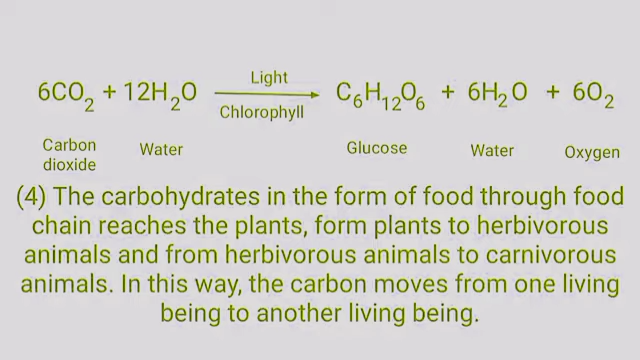 Light
6CO2 + 12H2O → C6H12O6 + 6H2O + 6O2
Chlorophyll
Carbon dioxide Water Glucose Water Oxygen
(4) The carbohydrates in the form of food through food
chain reaches the plants, form plants to herbivorous
animals and from herbivorous animals to carnivorous
animals. In this way, the carbon moves from one living
being to another living being.